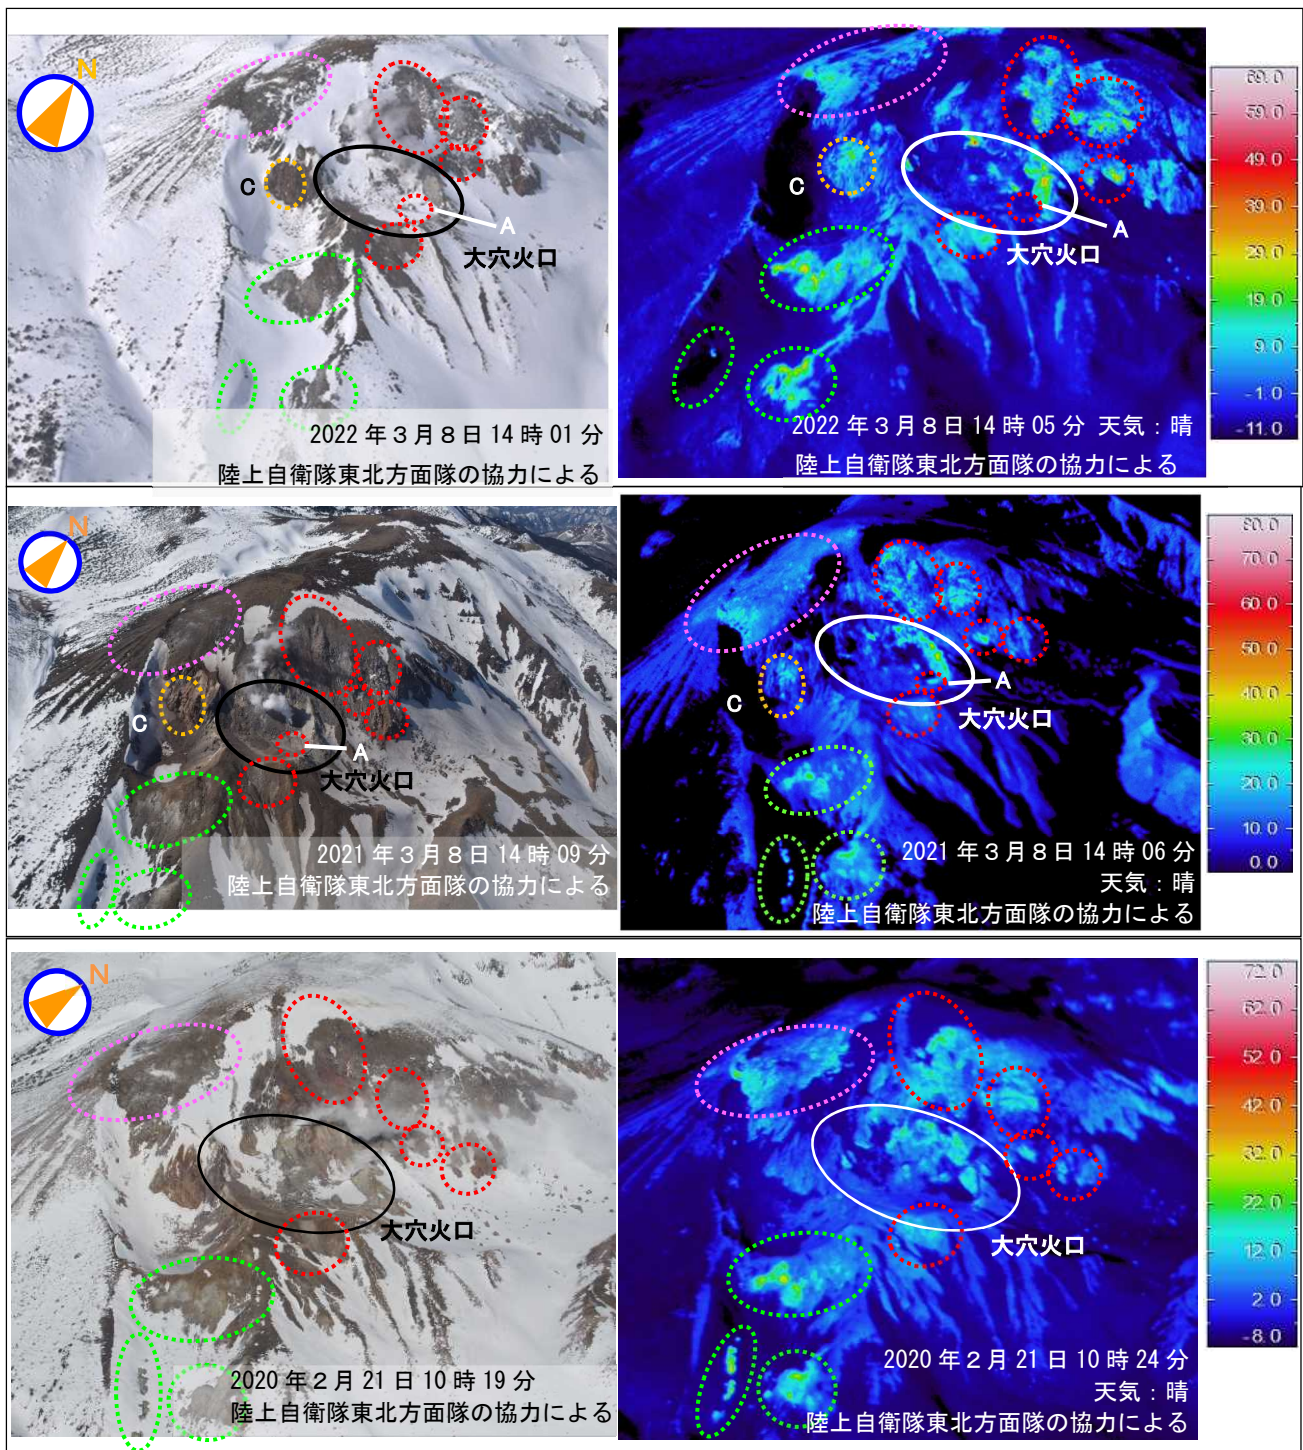 N
C
A
大穴火口
2022年3月8日14時01分
陸上自衛隊東北方面隊の協力による
C
A
大穴火口
2022年3月8日14時05分 天気：晴
陸上自衛隊東北方面隊の協力による
69.0
59.0
49.0
39.0
29.0
19.0
9.0
-1.0
-11.0
N
C
A
大穴火口
2021年3月8日14時09分
陸上自衛隊東北方面隊の協力による
C
A
大穴火口
2021年3月8日14時06分
天気：晴
陸上自衛隊東北方面隊の協力による
80.0
70.0
60.0
50.0
40.0
30.0
20.0
10.0
0.0
N
大穴火口
2020年2月21日10時19分
陸上自衛隊東北方面隊の協力による
大穴火口
2020年2月21日10時24分
天気：晴
陸上自衛隊東北方面隊の協力による
72.0
62.0
52.0
42.0
32.0
22.0
12.0
2.0
-8.0